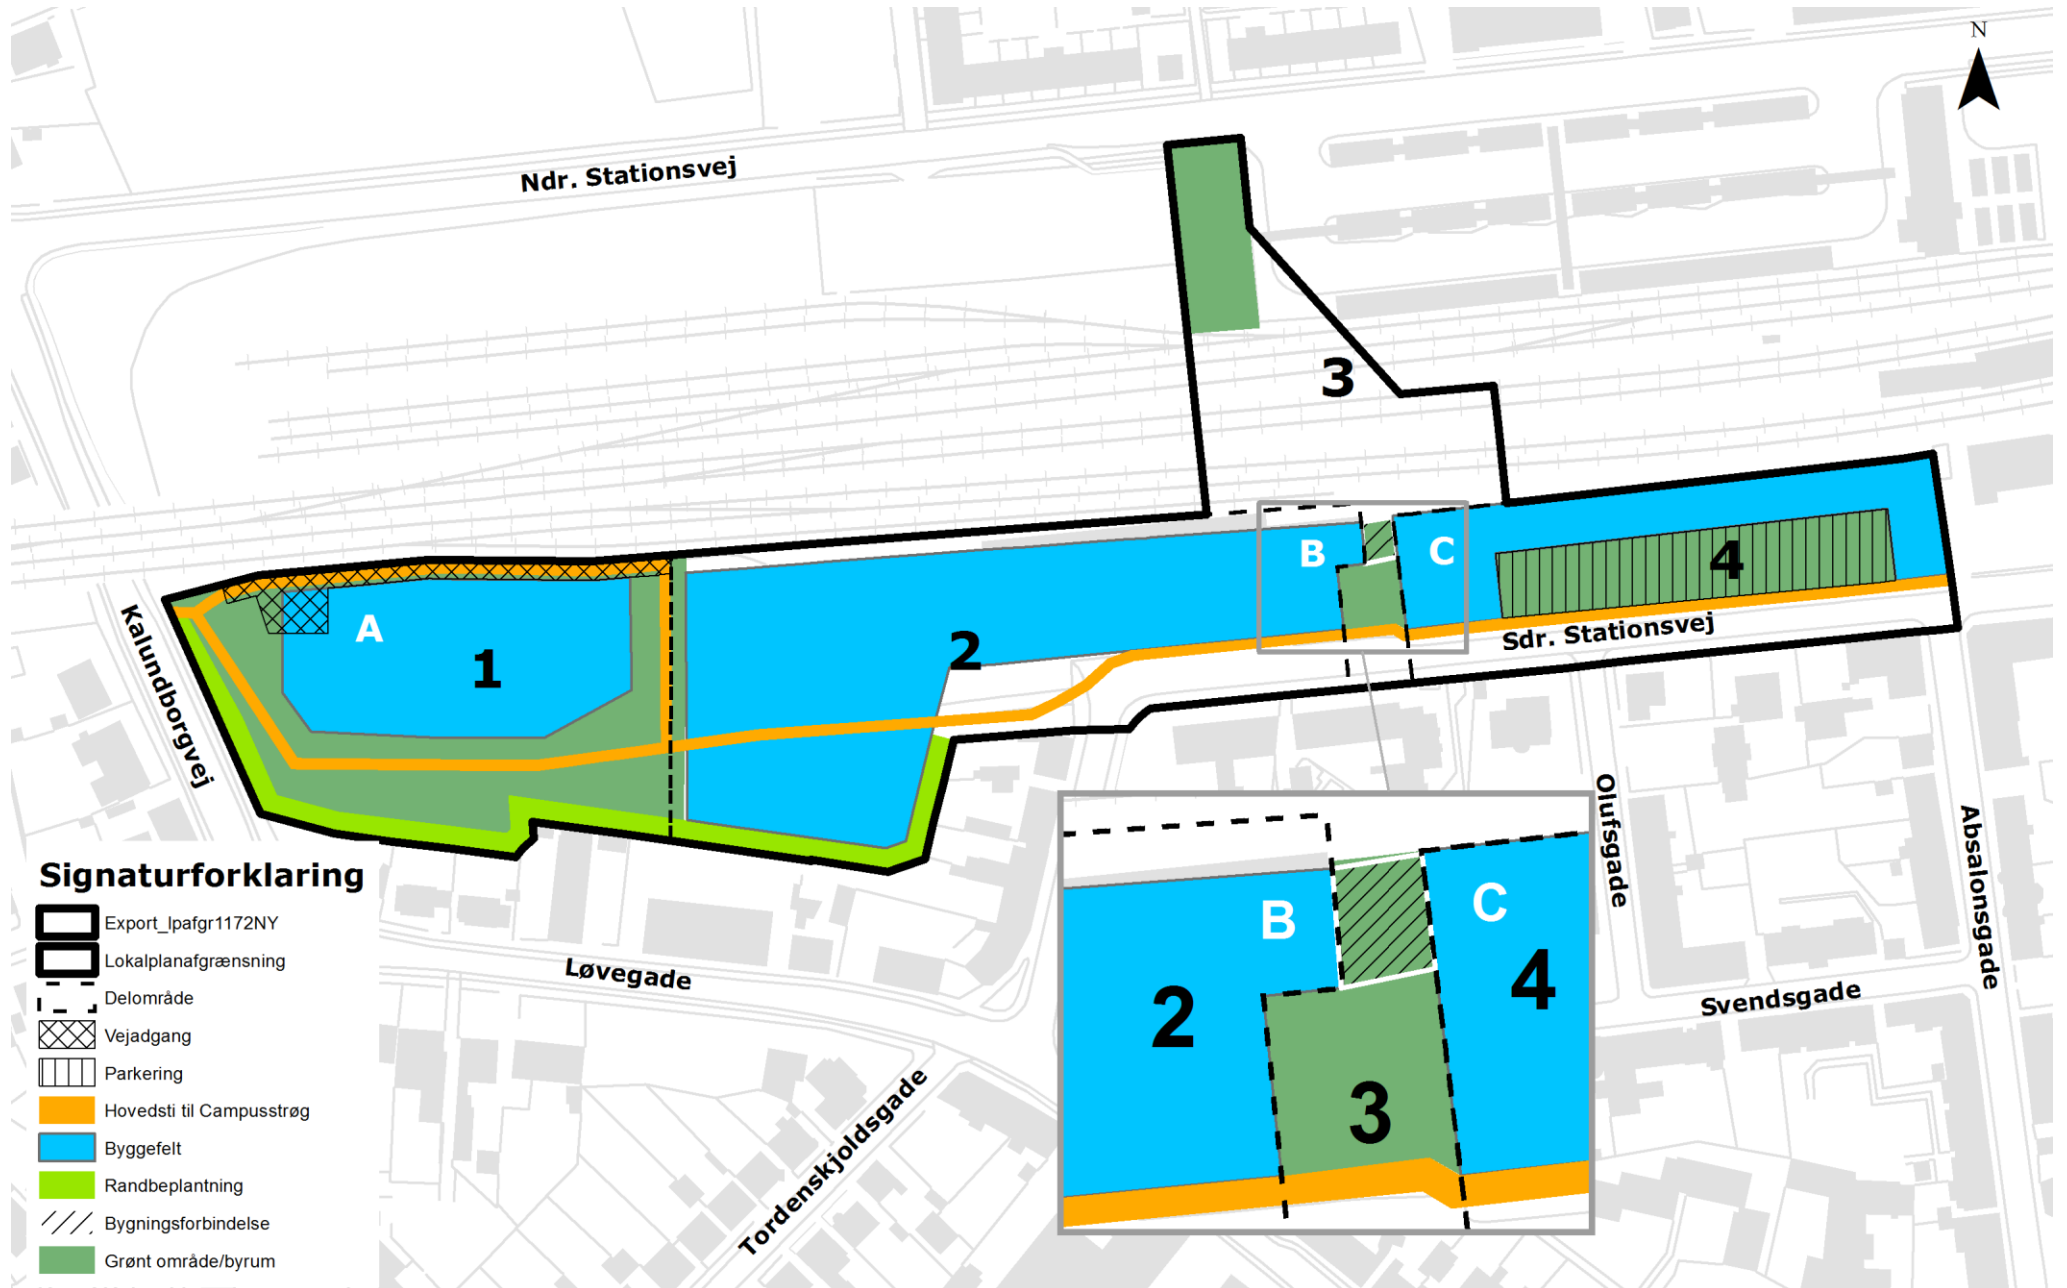 N
Ndr. Stationsvej
3
B
C
4
A
1
2
Sdr. Stationsvej
Kalundborgvej
Olufsgade
Absalonsgade
B
C
2
4
3
Svendsgade
Løvegade
Tordenskjoldsgade
Signaturforklaring
Export_lpafgr1172NY
Lokalplanafgrænsning
Delområde
Vejadgang
Parkering
Hovedsti til Campusstrøg
Byggefelt
Randbeplantning
Bygningsforbindelse
Grønt område/byrum